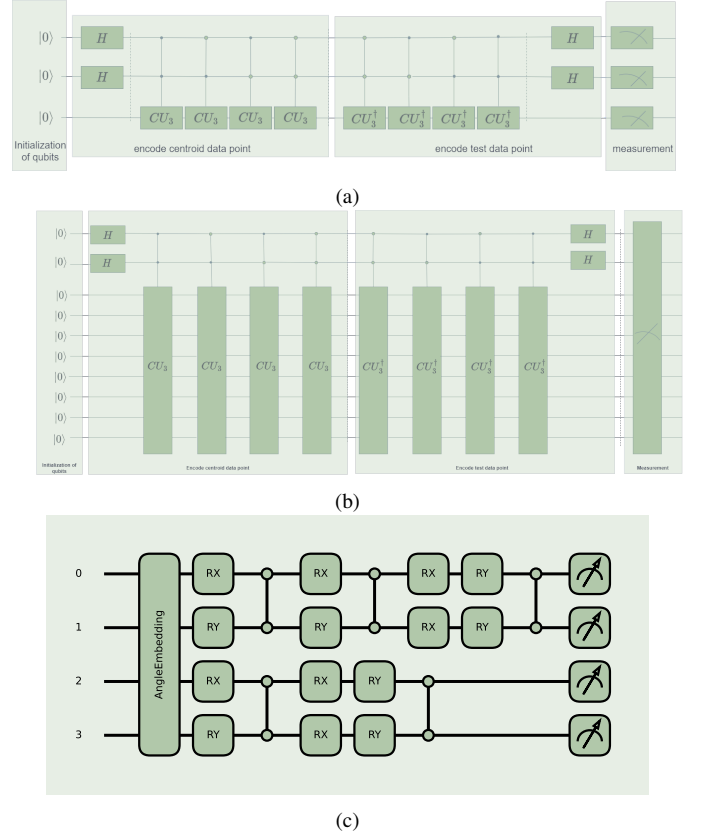 |0⟩ H H
|0⟩ H H
|0⟩ CU₃ CU₃ CU₃ CU₃ CU₃† CU₃† CU₃† CU₃†
Initialization
of qubits
encode centroid data point
encode test data point
measurement
(a)
|0⟩ H H
|0⟩ H H
|0⟩
|0⟩
|0⟩
|0⟩ CU₃ CU₃ CU₃ CU₃ CU₃† CU₃† CU₃† CU₃†
|0⟩
|0⟩
|0⟩
|0⟩
Initialization of
qubits
Encode centroid data point
Encode test data point
Measurement
(b)
AngleEmbedding
0 RX RX RX RY
1 RY RY RX RY
2 RX RX RY
3 RY RX RY
(c)